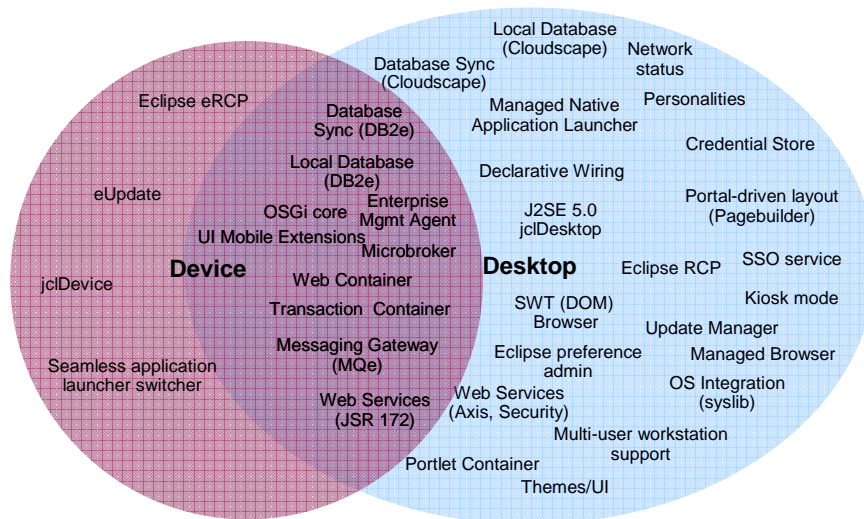 Eclipse eRCP
eUpdate
Device
jclDevice
Seamless application
launcher switcher
Database
Sync (DB2e)
Local Database
(DB2e)
OSGi core
Enterprise
Mgmt Agent
UI Mobile Extensions
Microbroker
Web Container
Transaction Container
Messaging Gateway
(MQe)
Web Services
(JSR 172)
Local Database
(Cloudscape)
Network
status
Database Sync
(Cloudscape)
Managed Native
Application Launcher
Personalities
Credential Store
Declarative Wiring
J2SE 5.0
jclDesktop
Portal-driven layout
(Pagebuilder)
Desktop
Eclipse RCP
SSO service
SWT (DOM)
Browser
Kiosk mode
Update Manager
Eclipse preference
admin
Managed Browser
Web Services
(Axis, Security)
OS Integration
(syslib)
Multi-user workstation
support
Portlet Container
Themes/UI